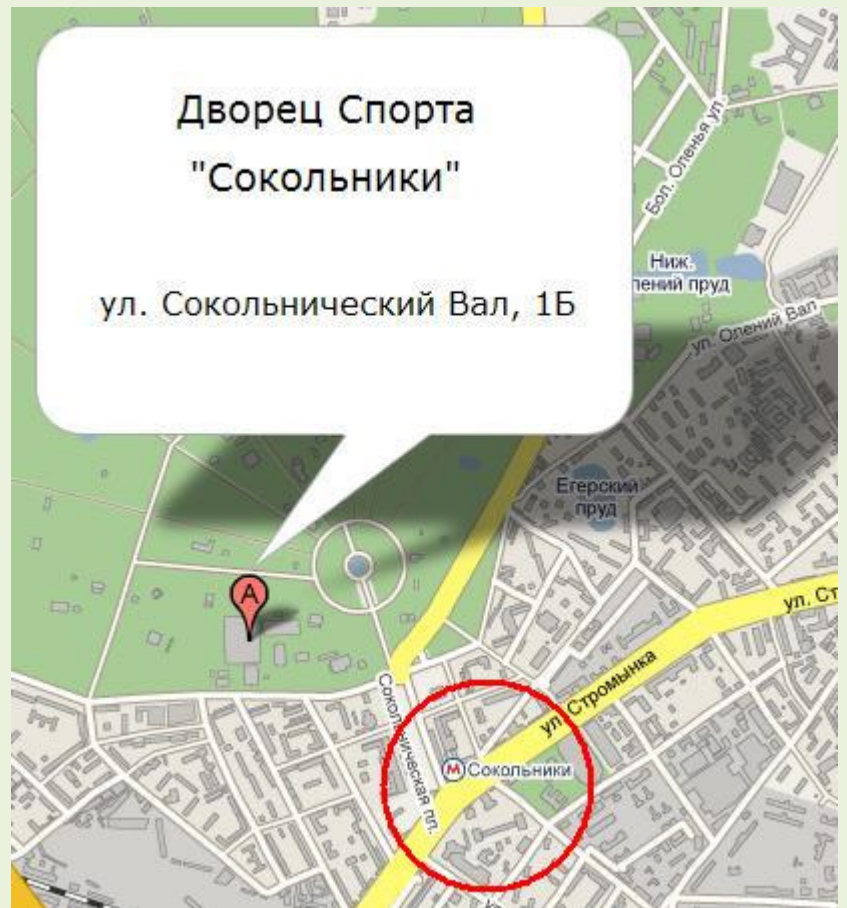 Дворец Спорта
"Сокольники"
ул. Сокольнический Вал, 1Б
Бол. Оленья ул.
Ниж.
лений пруд
ул. Олений Вал
Егерский
пруд
A
ул. Ст
ул. Стромынка
Сокольническая пл.
М Сокольники